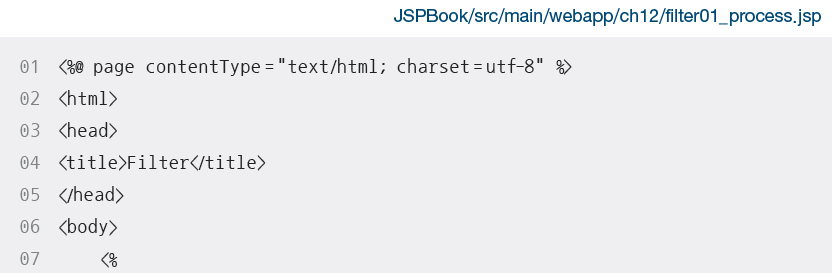 JSPBook/src/main/webapp/ch12/filter01_process.jsp
01 <%@ page contentType="text/html; charset=utf-8" %>
02 <html>
03 <head>
04 <title>Filter</title>
05 </head>
06 <body>
07     <%